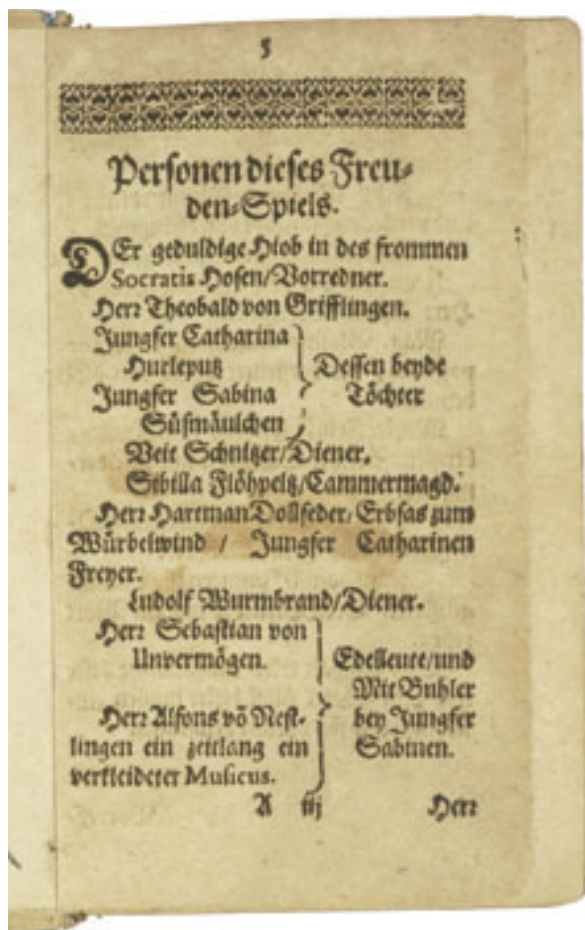 5
Personen dieses Freu-
den-Spiels.
DEr geduldige Hiob in des frommen
Socratis Hosen/Vorredner.
Herr Theobald von Grifflingen.
Jungfer Catharina
Hurleputz
Jungfer Sabina
Süsmäulchen
Dessen beyde
Töchter
Veit Schnitzer/Diener.
Sibilla Flöhpeltz/Cammermagd.
Herr Hartman Dollfeder/Erbsas zum
Würbelwind / Jungfer Catharinen
Freyer.
Ludolf Wurmbrand/Diener.
Herr Sebastian von
Unvermögen.
Herr Alfons võ Nest-
lingen ein zeitlang ein
verkleideter Musicus.
Edelleute/und
Mit Buhler
bey Jungfer
Sabinen.
A iij Herr